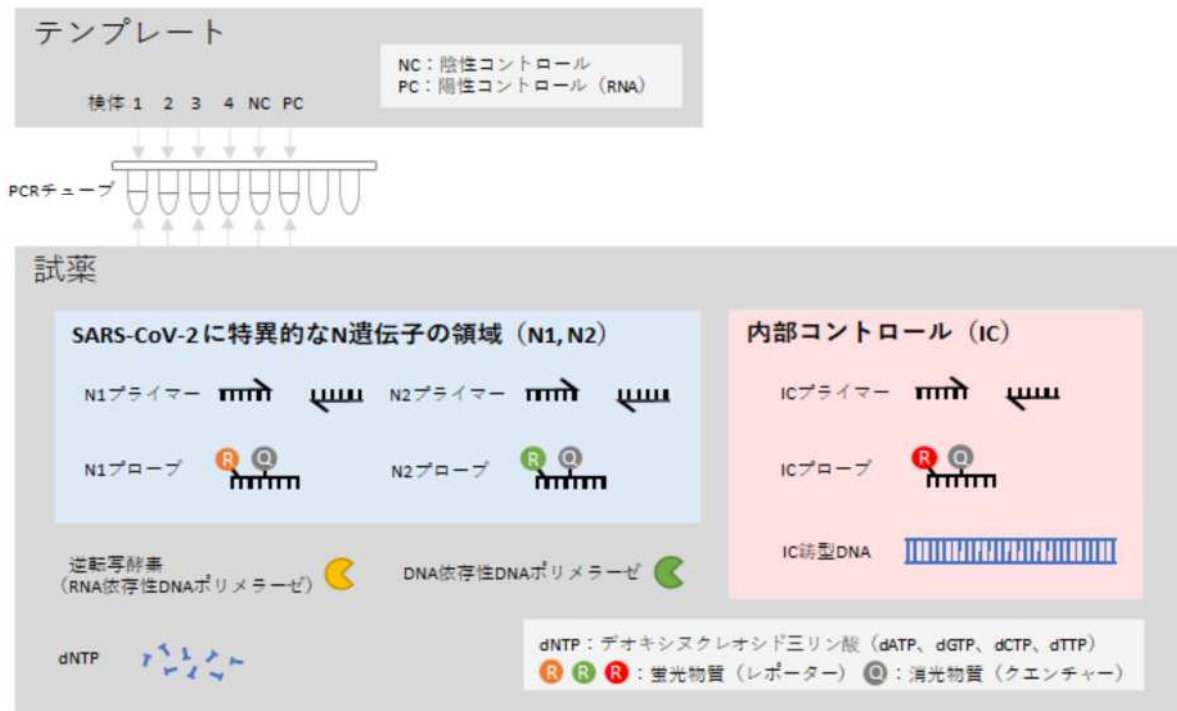 テンプレート
NC：陰性コントロール
PC：陽性コントロール（RNA）
検体 1 2 3 4 NC PC
PCRチューブ
試薬
SARS-CoV-2に特異的なN遺伝子の領域（N1, N2）
内部コントロール（IC）
N1プライマー
N2プライマー
ICプライマー
R Q
R Q
R Q
N1プローブ
N2プローブ
ICプローブ
IC鋳型DNA
逆転写酵素
（RNA依存性DNAポリメラーゼ）
DNA依存性DNAポリメラーゼ
dNTP
dNTP：デオキシヌクレオシド三リン酸（dATP、dGTP、dCTP、dTTP）
R R R：蛍光物質（レポーター） Q：消光物質（クエンチャー）